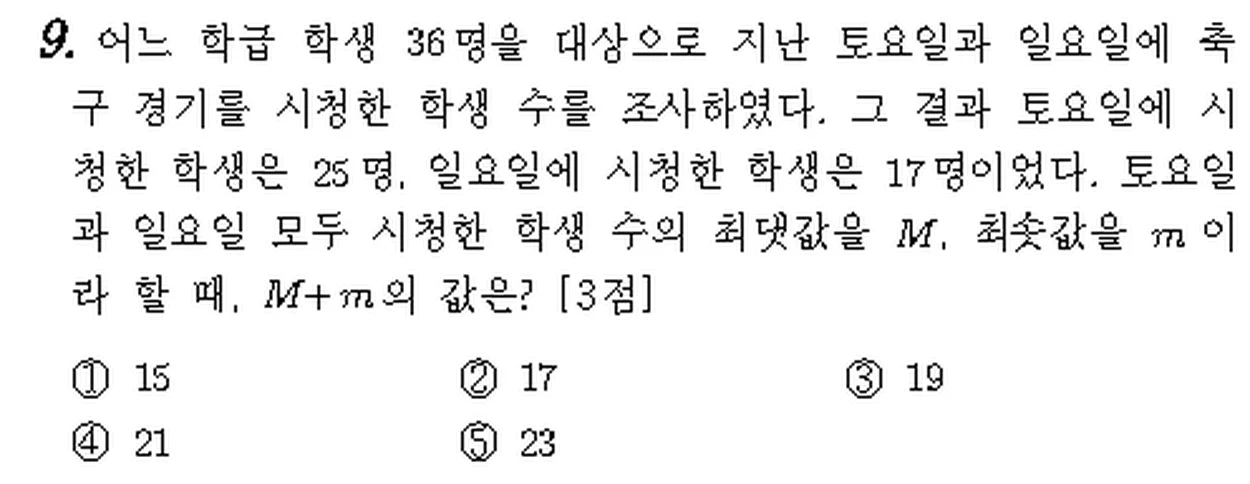 9. 어느 학급 학생 36명을 대상으로 지난 토요일과 일요일에 축
구 경기를 시청한 학생 수를 조사하였다. 그 결과 토요일에 시
청한 학생은 25명, 일요일에 시청한 학생은 17명이었다. 토요일
과 일요일 모두 시청한 학생 수의 최댓값을 M, 최솟값을 m이
라 할 때, M+m의 값은? [3점]
① 15 ② 17 ③ 19
④ 21 ⑤ 23